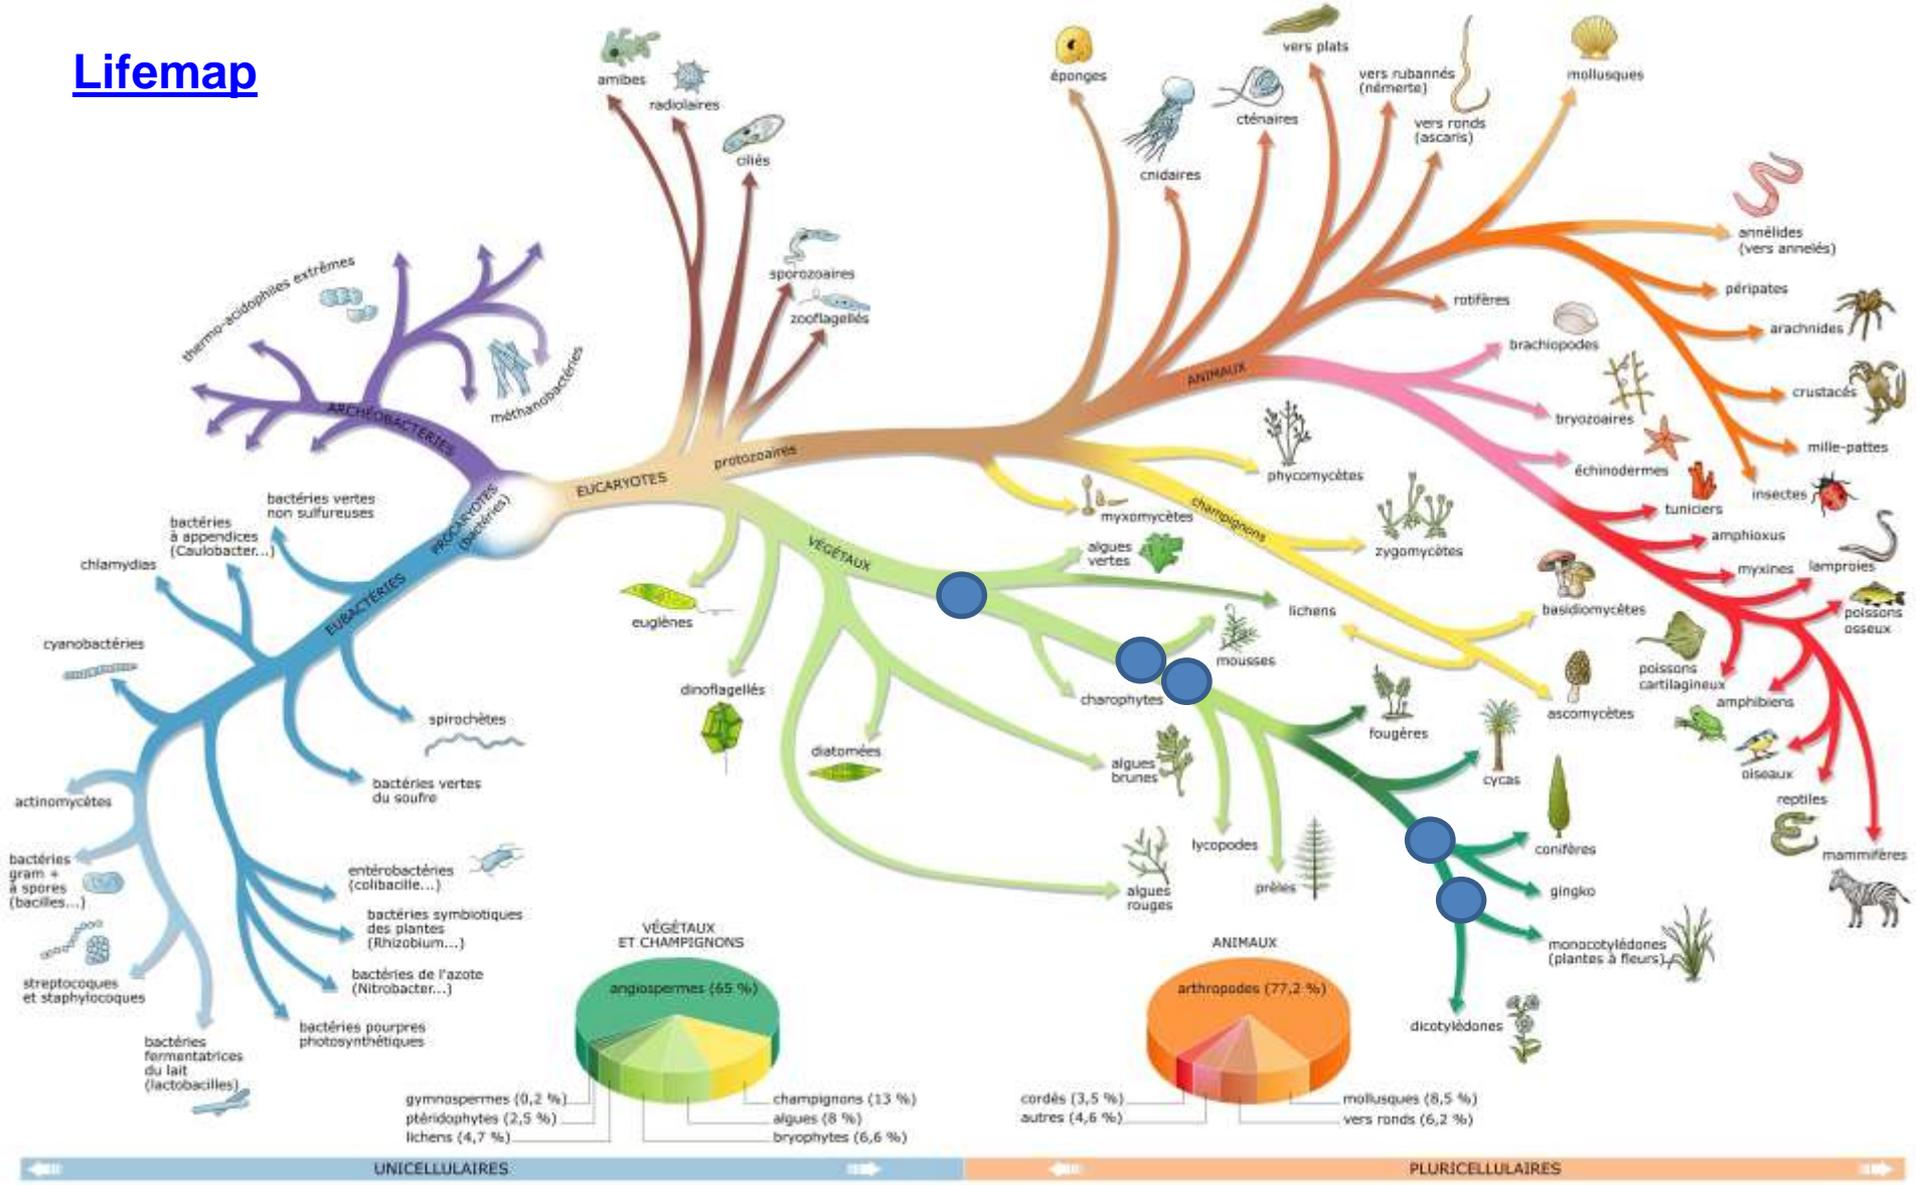 Lifemap
amibes
radiolaires
ciliés
sporozoaires
zooflagellés
éponges
cnidaires
cténaires
vers plats
vers rubannés
(némerte)
vers ronds
(ascaris)
mollusques
annélides
(vers annelés)
péripates
arachnides
crustacés
mille-pattes
insectes
rotifères
brachiopodes
bryozoaires
échinodermes
tuniciers
amphioxus
myxines
lamproies
poissons
osseux
poissons
cartilagineux
amphibiens
oiseaux
reptiles
mammifères
thermo-acidophiles extrêmes
méthanobactéries
ARCHÉOBACTÉRIES
PROCARYOTES
(bactéries)
EUBACTÉRIES
EUCARYOTES
protozoaires
ANIMAUX
VÉGÉTAUX
champignons
phycomycètes
myxomycètes
zygomycètes
basidiomycètes
ascomycètes
lichens
algues
vertes
mousses
charophytes
fougères
cycas
conifères
gingko
monocotylédones
(plantes à fleurs)
dicotylédones
lycopodes
prèles
algues
brunes
algues
rouges
diatomées
dinoflagellés
euglènes
bactéries vertes
non sulfureuses
bactéries
à appendices
(Caulobacter...)
chlamydias
cyanobactéries
spirochètes
bactéries vertes
du soufre
actinomycètes
bactéries
gram +
à spores
(bacilles...)
streptocoques
et staphylocoques
bactéries
fermentatrices
du lait
(lactobacilles)
entérobactéries
(colibacille...)
bactéries symbiotiques
des plantes
(Rhizobium...)
bactéries de l'azote
(Nitrobacter...)
bactéries pourpres
photosynthétiques
VÉGÉTAUX
ET CHAMPIGNONS
angiospermes (65 %)
gymnospermes (0,2 %)
ptéridophytes (2,5 %)
lichens (4,7 %)
champignons (13 %)
algues (8 %)
bryophytes (6,6 %)
ANIMAUX
arthropodes (77,2 %)
cordés (3,5 %)
autres (4,6 %)
mollusques (8,5 %)
vers ronds (6,2 %)
UNICELLULAIRES
PLURICELLULAIRES